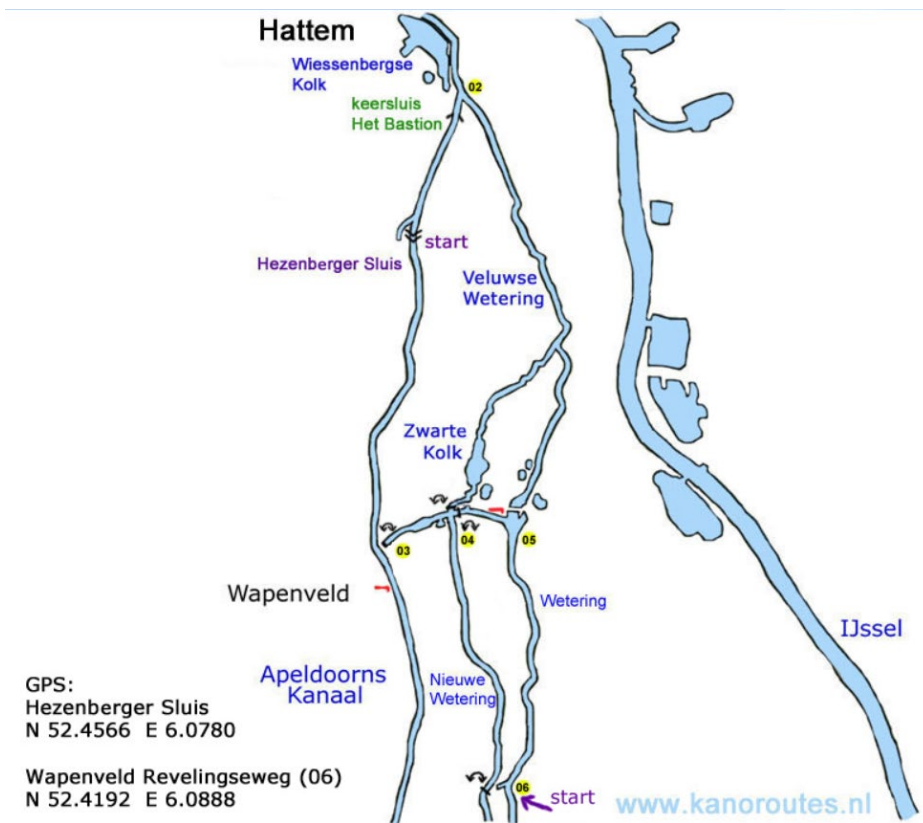 Hattem
Wiessenbergse
Kolk
02
keersluis
Het Bastion
start
Hezenberger Sluis
Veluwse
Wetering
Zwarte
Kolk
03
04
05
Wapenveld
Wetering
IJssel
Apeldoorns
Kanaal
Nieuwe
Wetering
GPS:
Hezenberger Sluis
N 52.4566 E 6.0780
Wapenveld Revelingseweg (06)
N 52.4192 E 6.0888
06
start
www.kanoroutes.nl